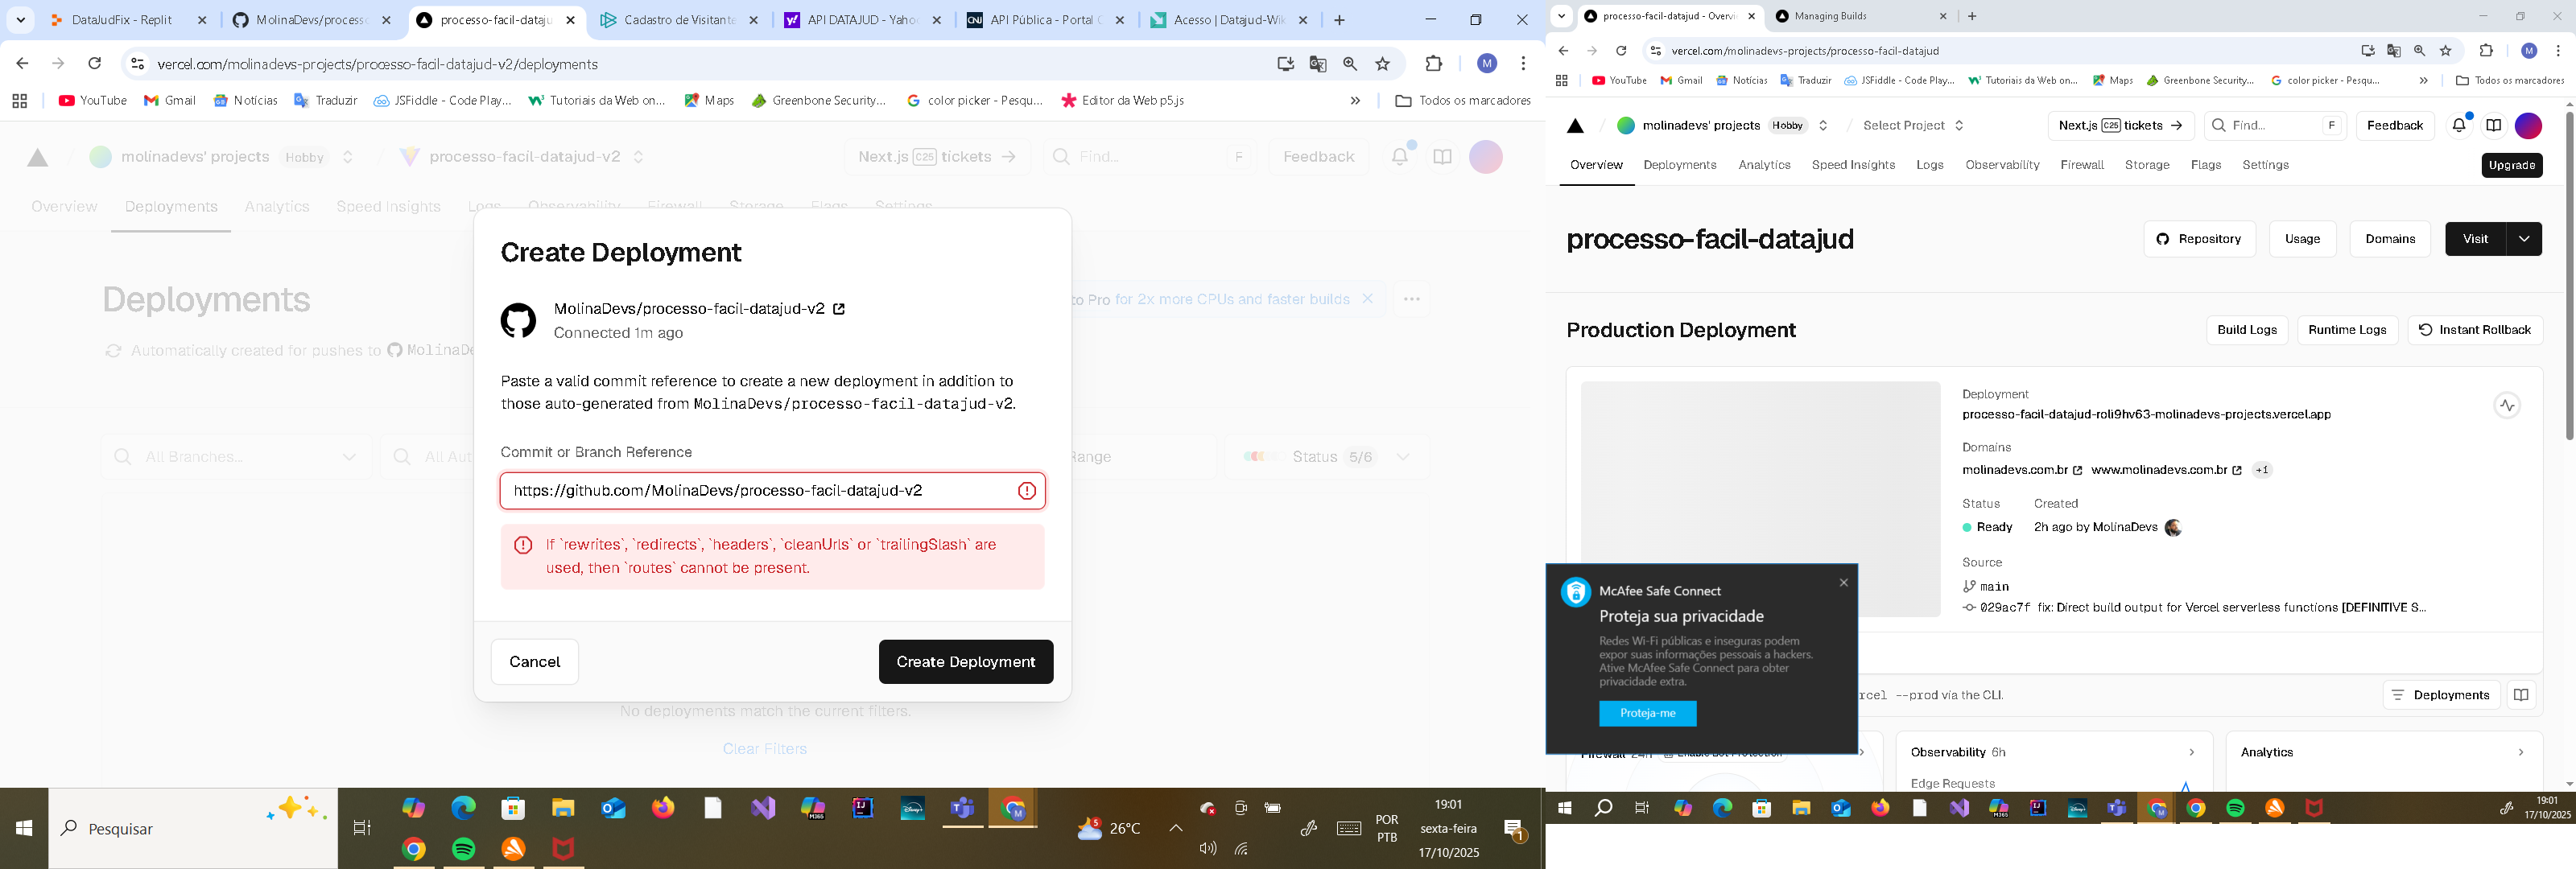 DataJudFix - Replit
MolinaDevs/processo
processo-facil-dataju
Cadastro de Visitante
API DATAJUD - Yahoo
API Pública - Portal C
Acesso | Datajud-Wik
vercel.com/molinadevs-projects/processo-facil-datajud-v2/deployments
M
YouTube
Gmail
Notícias
Traduzir
JSFiddle - Code Play...
Tutoriais da Web on...
Maps
Greenbone Security...
color picker - Pesqu...
Editor da Web p5.js
Todos os marcadores
molinadevs' projects
Hobby
processo-facil-datajud-v2
Next.js C25 tickets
Find...
F
Feedback
Overview
Deployments
Analytics
Speed Insights
Logs
Observability
Firewall
Storage
Flags
Settings
Deployments
to Pro for 2x more CPUs and faster builds
Automatically created for pushes to MolinaDe
All Branches...
All Aut
Range
Status 5/6
Create Deployment
MolinaDevs/processo-facil-datajud-v2
Connected 1m ago
Paste a valid commit reference to create a new deployment in addition to
those auto-generated from MolinaDevs/processo-facil-datajud-v2.
Commit or Branch Reference
https://github.com/MolinaDevs/processo-facil-datajud-v2
If `rewrites`, `redirects`, `headers`, `cleanUrls` or `trailingSlash` are
used, then `routes` cannot be present.
Cancel
Create Deployment
No deployments match the current filters.
Clear Filters
Pesquisar
26°C
POR
PTB
19:01
sexta-feira
17/10/2025
1
processo-facil-datajud - Overvi
Managing Builds
vercel.com/molinadevs-projects/processo-facil-datajud
M
YouTube
Gmail
Notícias
Traduzir
JSFiddle - Code Play...
Tutoriais da Web on...
Maps
Greenbone Security...
color picker - Pesqu...
Todos os marcadores
molinadevs' projects
Hobby
Select Project
Next.js C25 tickets
Find...
F
Feedback
Overview
Deployments
Analytics
Speed Insights
Logs
Observability
Firewall
Storage
Flags
Settings
Upgrade
processo-facil-datajud
Repository
Usage
Domains
Visit
Production Deployment
Build Logs
Runtime Logs
Instant Rollback
Deployment
processo-facil-datajud-roli9hv63-molinadevs-projects.vercel.app
Domains
molinadevs.com.br
www.molinadevs.com.br
+1
Status
Created
Ready
2h ago by MolinaDevs
Source
main
029ac7f fix: Direct build output for Vercel serverless functions [DEFINITIVE S...
McAfee Safe Connect
Proteja sua privacidade
Redes Wi-Fi públicas e inseguras podem
expor suas informações pessoais a hackers.
Ative McAfee Safe Connect para obter
privacidade extra.
Proteja-me
rcel --prod via the CLI.
Deployments
Firewall 24h
Enable Bot Protection
Observability 6h
Edge Requests
Analytics
19:01
17/10/2025